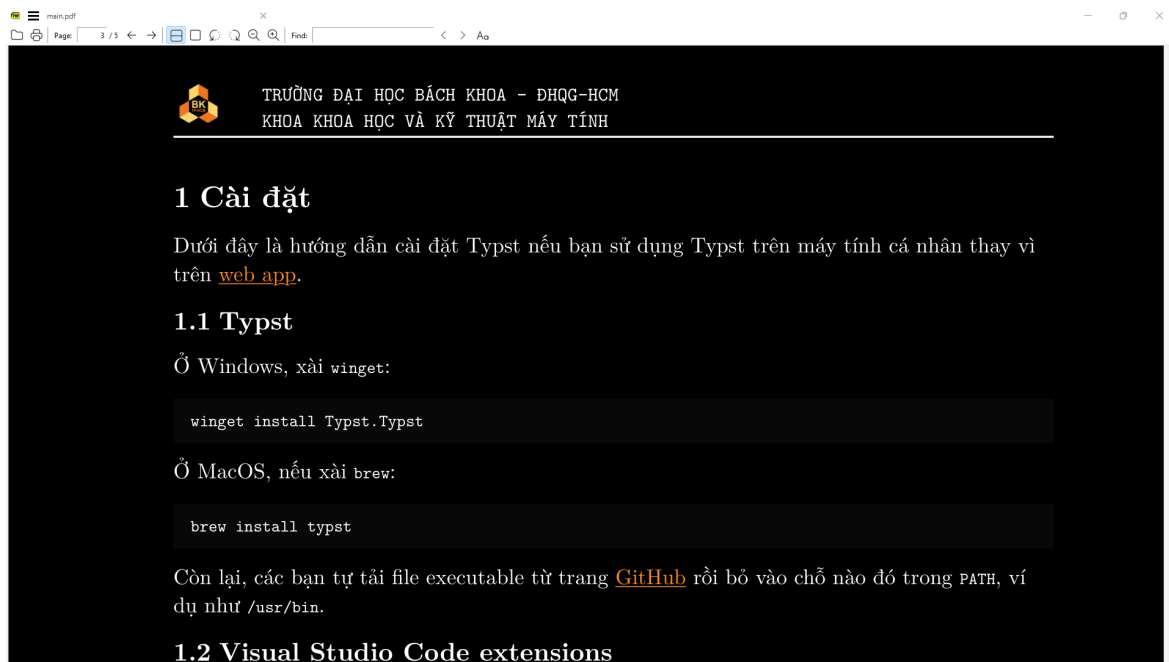 main.pdf
Page: 3 / 5 Find:
BK
TRƯỜNG ĐẠI HỌC BÁCH KHOA - ĐHQG-HCM
KHOA KHOA HỌC VÀ KỸ THUẬT MÁY TÍNH
1 Cài đặt
Dưới đây là hướng dẫn cài đặt Typst nếu bạn sử dụng Typst trên máy tính cá nhân thay vì
trên web app.
1.1 Typst
Ở Windows, xài winget:
winget install Typst.Typst
Ở MacOS, nếu xài brew:
brew install typst
Còn lại, các bạn tự tải file executable từ trang GitHub rồi bỏ vào chỗ nào đó trong PATH, ví
dụ như /usr/bin.
1.2 Visual Studio Code extensions